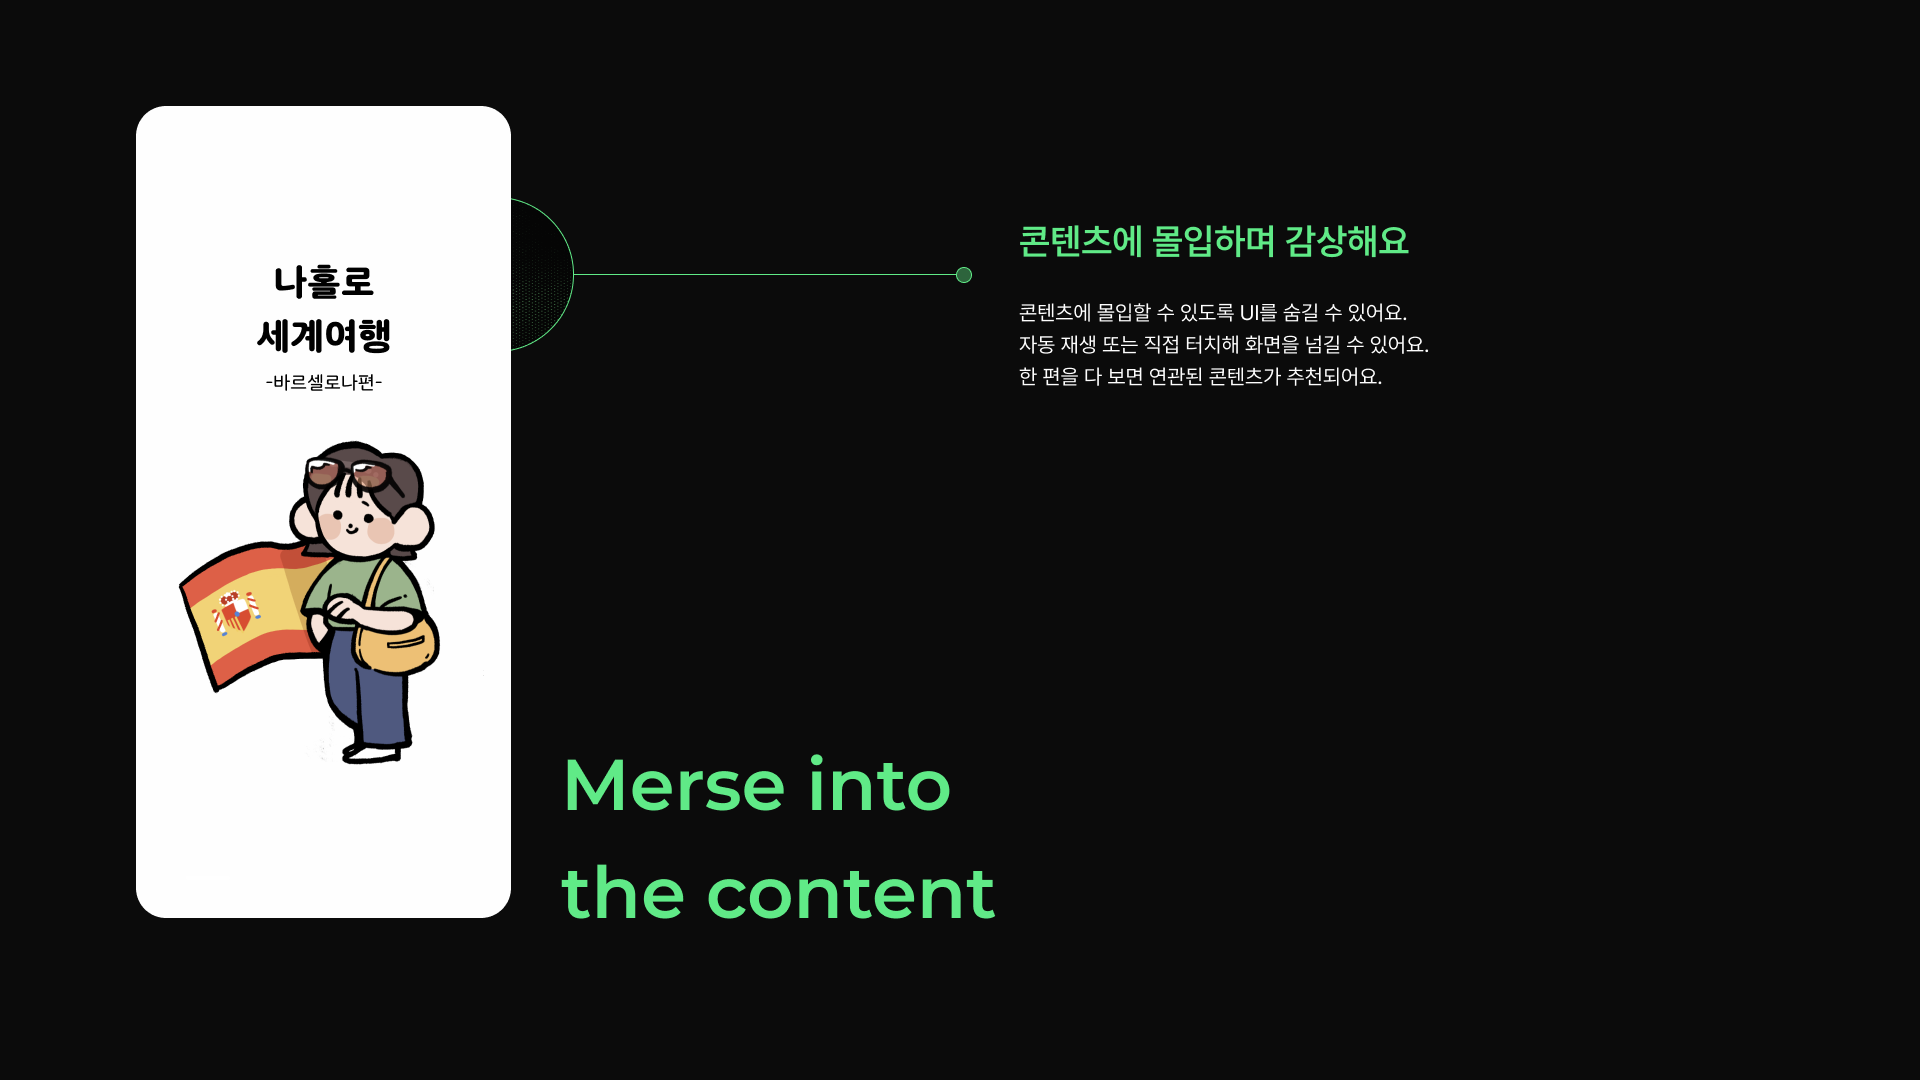 나홀로
세계여행
-바르셀로나편-
콘텐츠에 몰입하며 감상해요
콘텐츠에 몰입할 수 있도록 UI를 숨길 수 있어요.
자동 재생 또는 직접 터치해 화면을 넘길 수 있어요.
한 편을 다 보면 연관된 콘텐츠가 추천되어요.
Merse into
the content